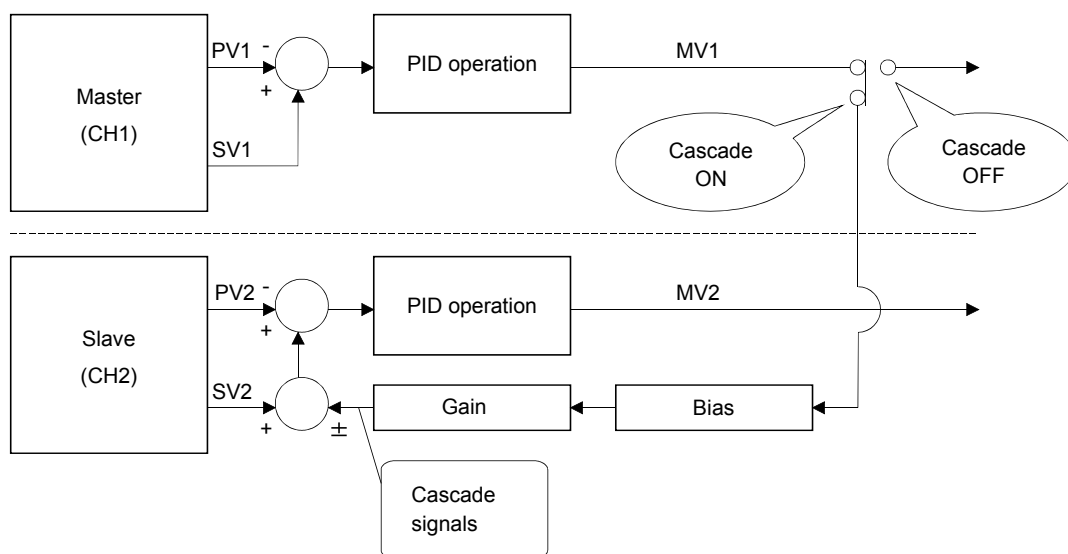 Master
(CH1)
PV1
-
+
SV1
PID operation
MV1
Cascade
ON
Cascade
OFF
Slave
(CH2)
PV2
-
+
SV2
+
±
PID operation
MV2
Gain
Bias
Cascade
signals